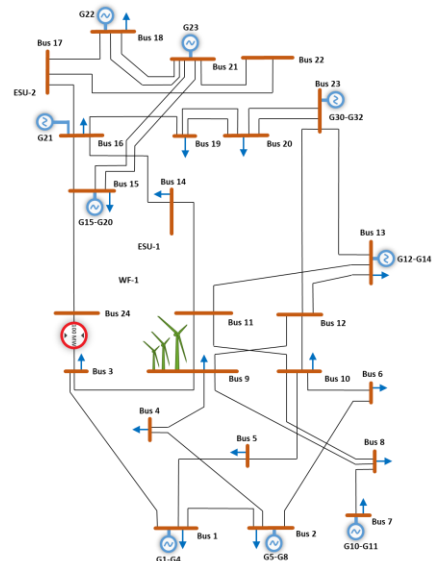 G22
Bus 18
G23
Bus 17
Bus 21
Bus 22
ESU-2
Bus 23
G30-G32
G21
Bus 16
Bus 19
Bus 20
Bus 15
Bus 14
G15-G20
Bus 13
G12-G14
ESU-1
WF-1
Bus 24
Bus 11
Bus 12
Bus 3
Bus 9
Bus 10
Bus 6
Bus 4
Bus 5
Bus 8
Bus 7
G10-G11
Bus 1
Bus 2
G1-G4
G5-G8